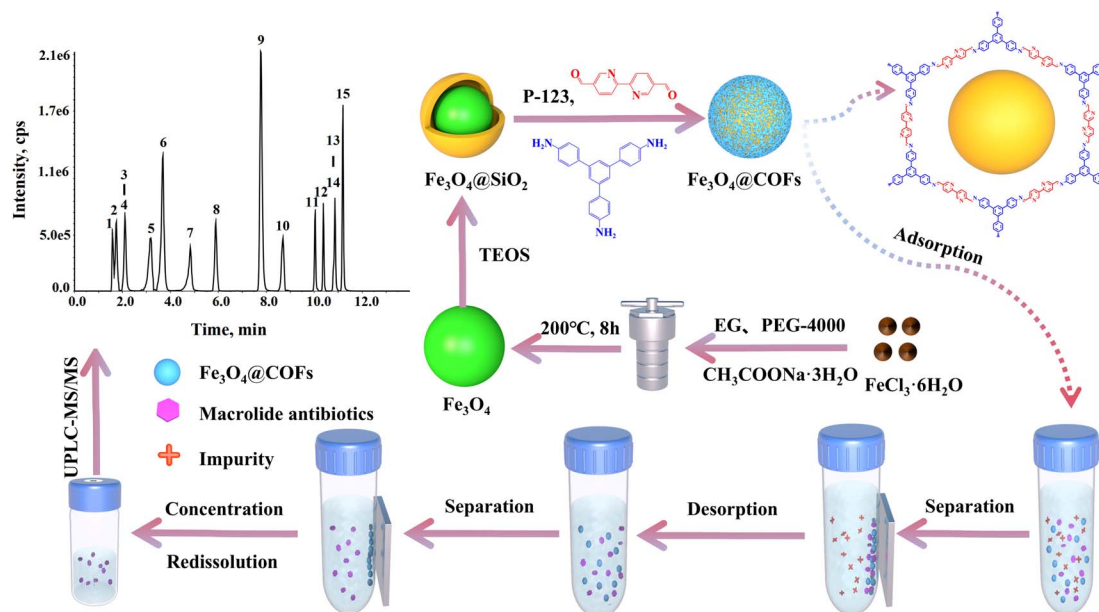 9
2.1e6
15
1.7e6
6
13
3
1.1e6
14
12
11
2
4
1
8
5
10
7
5.0e5
0.0
2.0
4.0
6.0
8.0
10.0
12.0
Intensity, cps
Time, min
P-123,
O
N
N
O
H₂N
NH₂
NH₂
Fe₃O₄@SiO₂
Fe₃O₄@COFs
TEOS
Adsorption
200°C, 8h
EG、PEG-4000
CH₃COONa·3H₂O
FeCl₃·6H₂O
Fe₃O₄
UPLC-MS/MS
Fe₃O₄@COFs
Macrolide antibiotics
Impurity
Concentration
Redissolution
Separation
Desorption
Separation